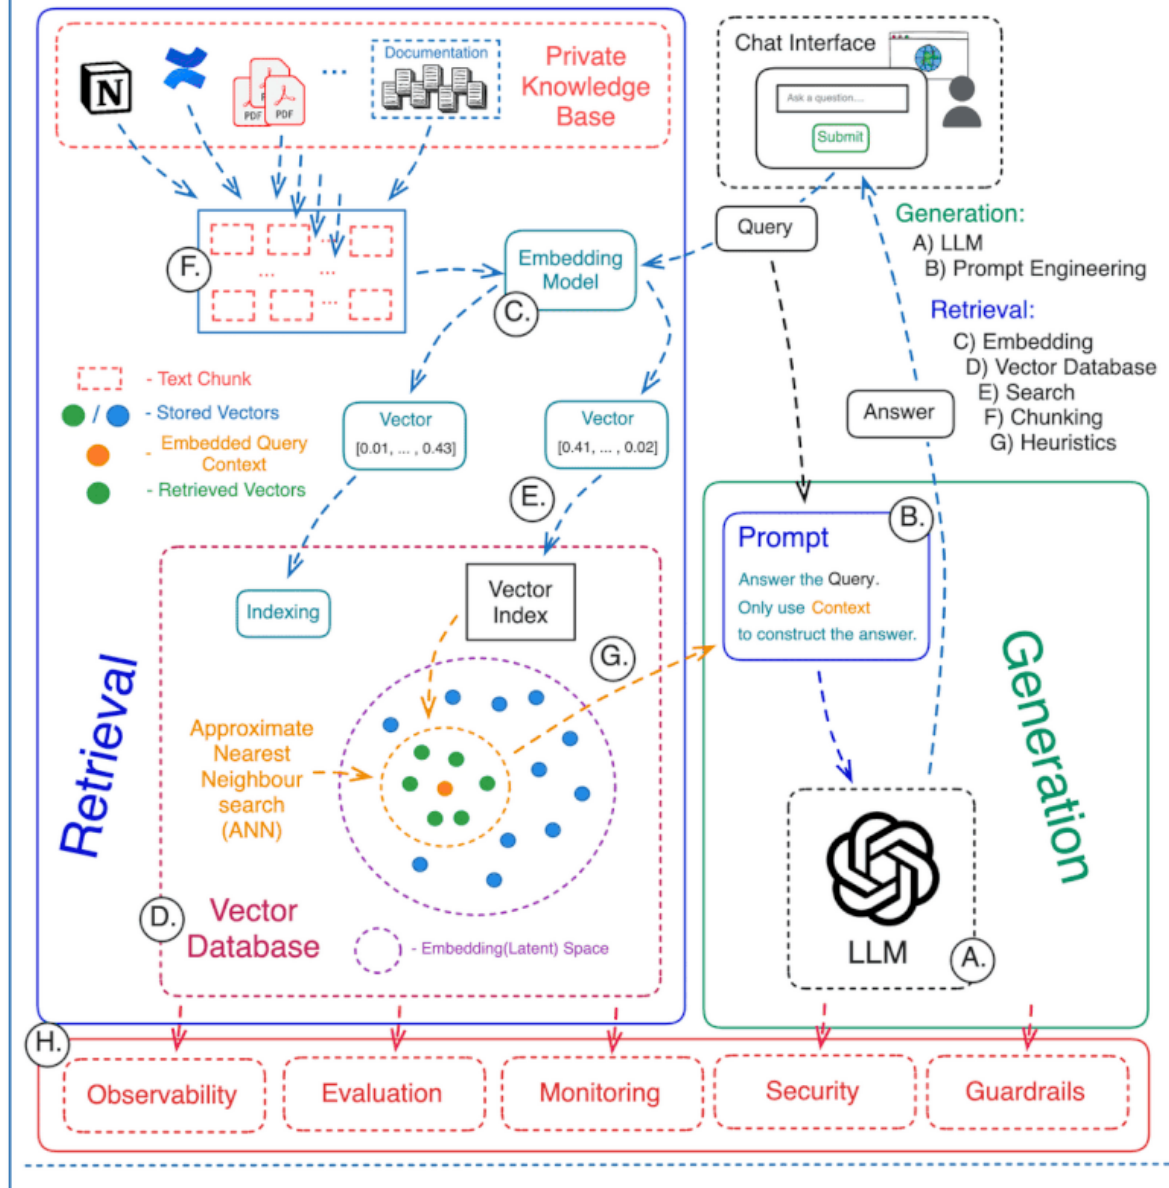 Documentation
Private
Knowledge
Base
N
PDF
PDF
...
Chat Interface
Ask a question....
Submit
Query
Generation:
A) LLM
B) Prompt Engineering
Retrieval:
C) Embedding
D) Vector Database
E) Search
F) Chunking
G) Heuristics
F.
...
...
...
...
Embedding
Model
C.
- Text Chunk
/
- Stored Vectors
- Embedded Query
Context
- Retrieved Vectors
Vector
[0.01, ... , 0.43]
Vector
[0.41, ... , 0.02]
Answer
E.
B.
Prompt
Answer the Query.
Only use Context
to construct the answer.
Indexing
Vector
Index
G.
Retrieval
Approximate
Nearest
Neighbour
search
(ANN)
Generation
D.
Vector
Database
- Embedding(Latent) Space
LLM
A.
H.
Observability
Evaluation
Monitoring
Security
Guardrails